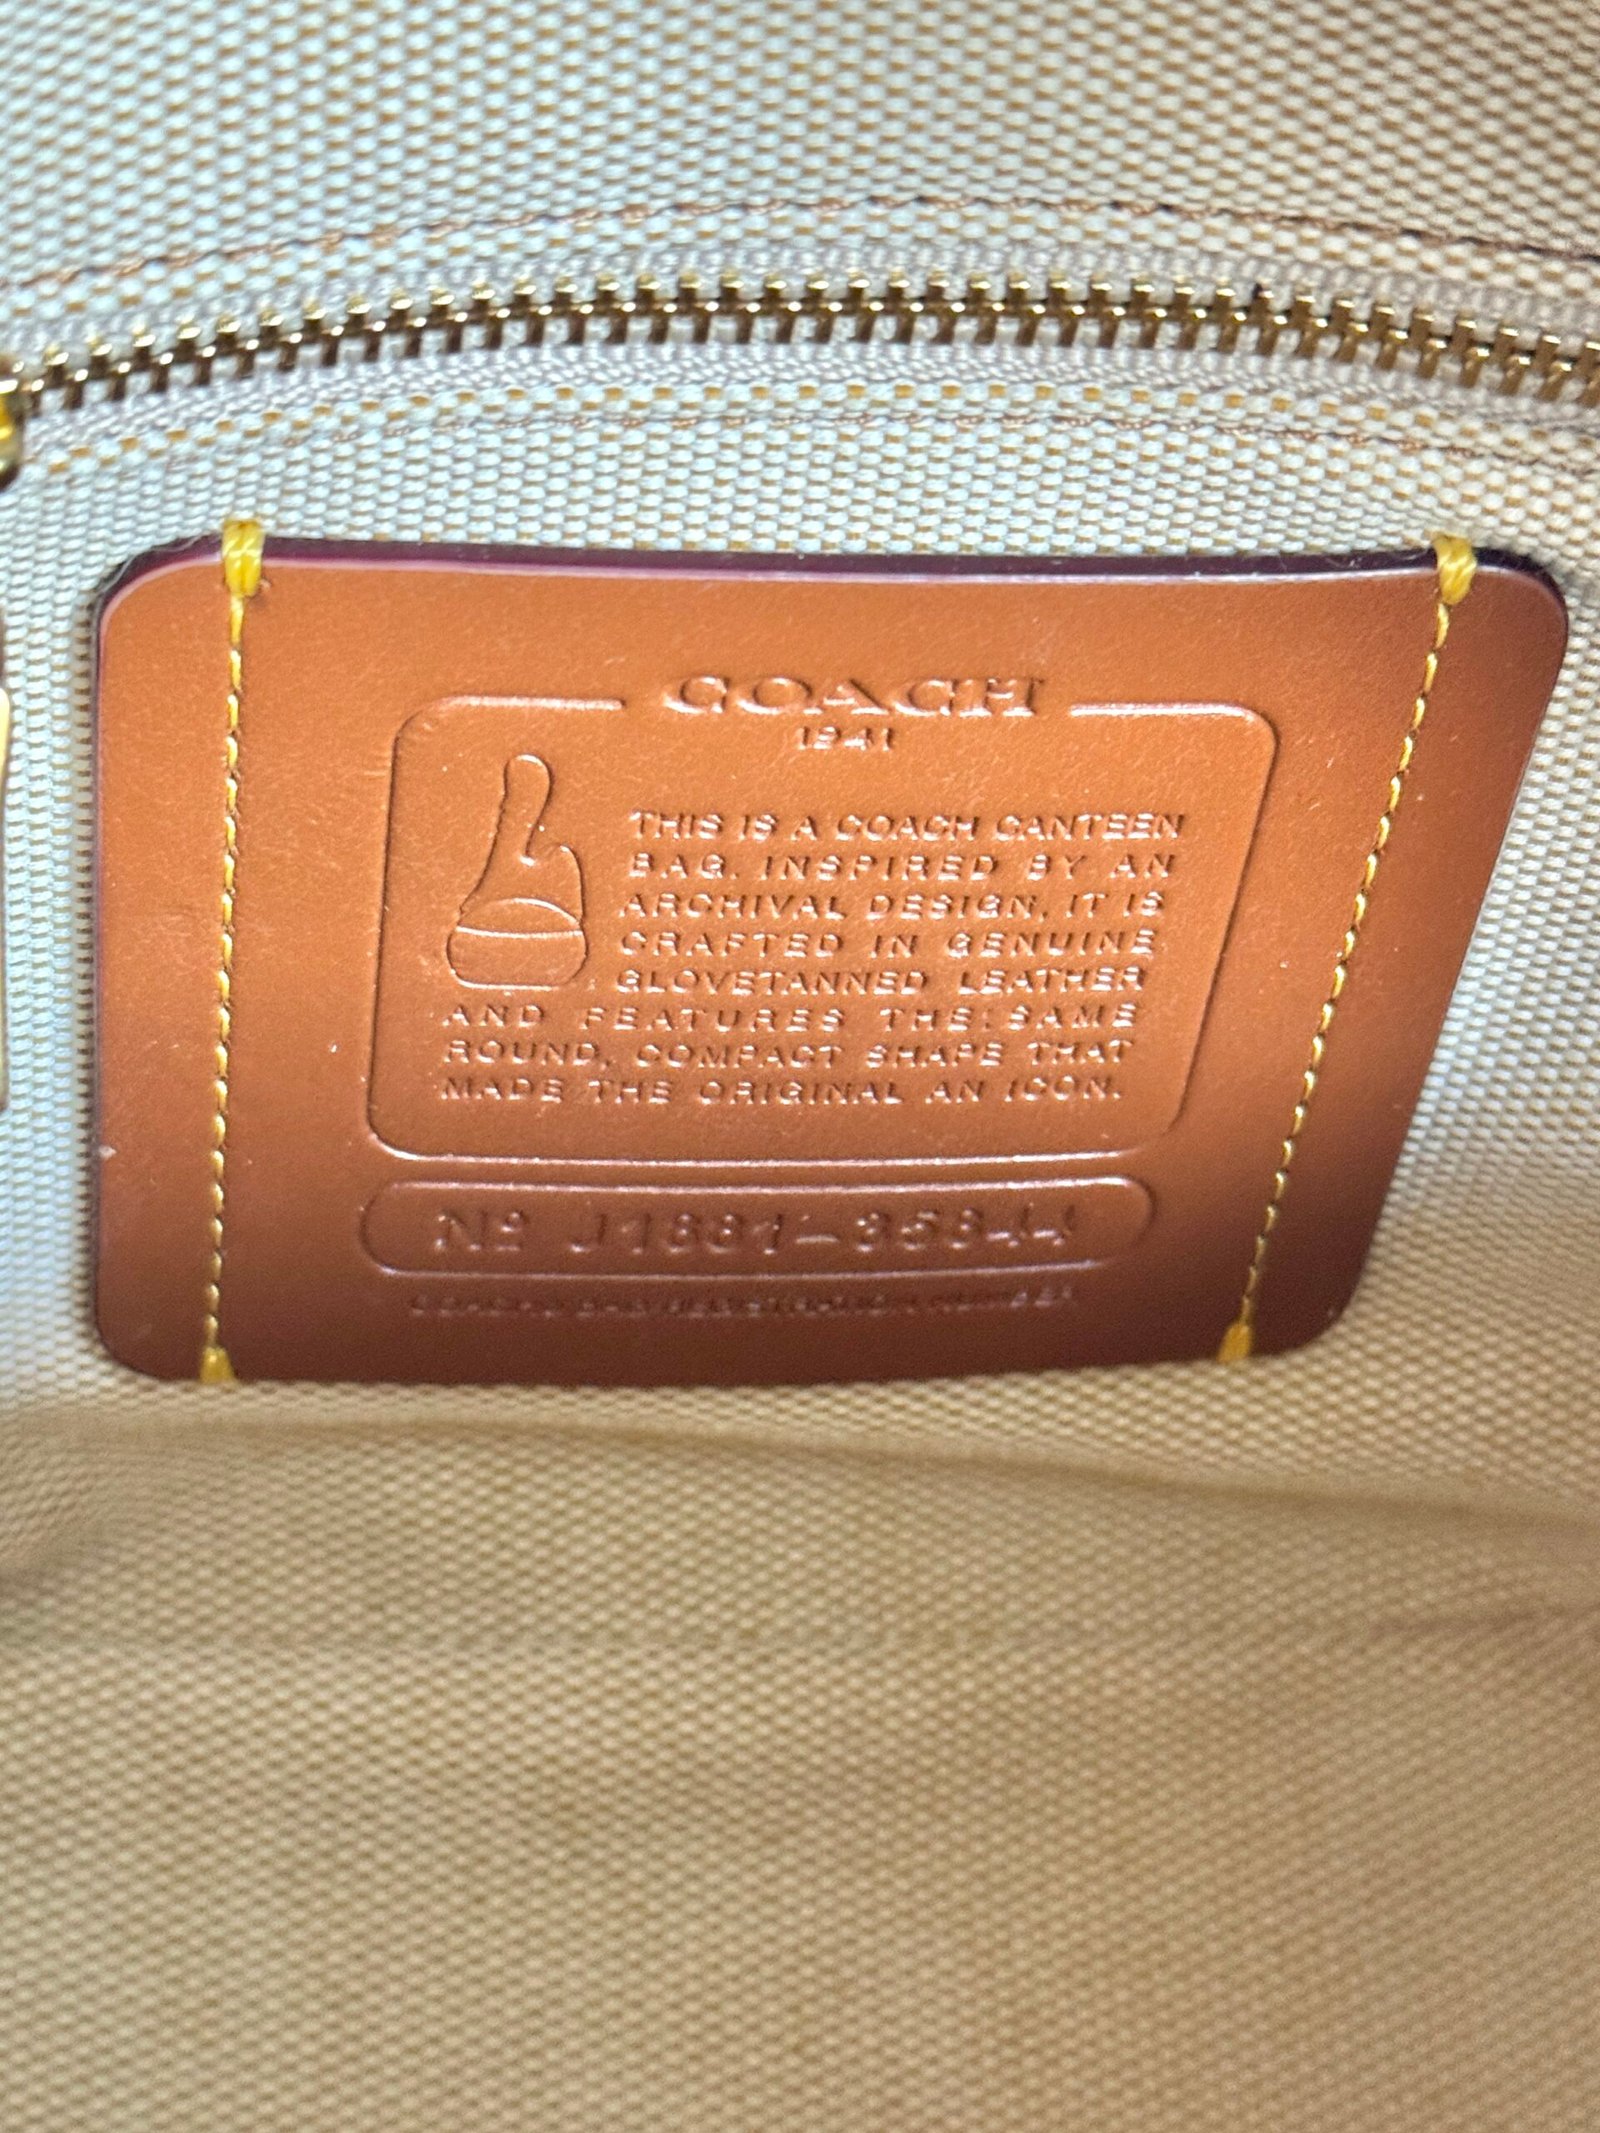 COACH
1941
THIS IS A COACH CANTEEN
BAG. INSPIRED BY AN
ARCHIVAL DESIGN, IT IS
CRAFTED IN GENUINE
GLOVETANNED LEATHER
AND FEATURES THE SAME
ROUND, COMPACT SHAPE THAT
MADE THE ORIGINAL AN ICON.
Nº